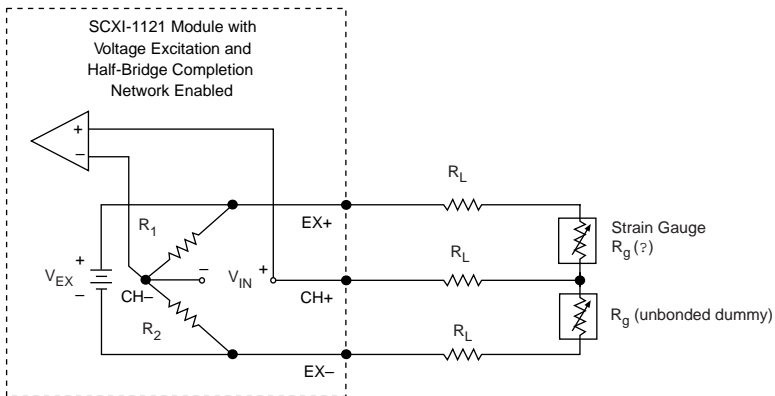 SCXI-1121 Module with
Voltage Excitation and
Half-Bridge Completion
Network Enabled
+
–
R1
R2
+
VEX
–
CH–
–
VIN
+
EX+
CH+
EX–
RL
RL
RL
Strain Gauge
Rg (?)
Rg (unbonded dummy)